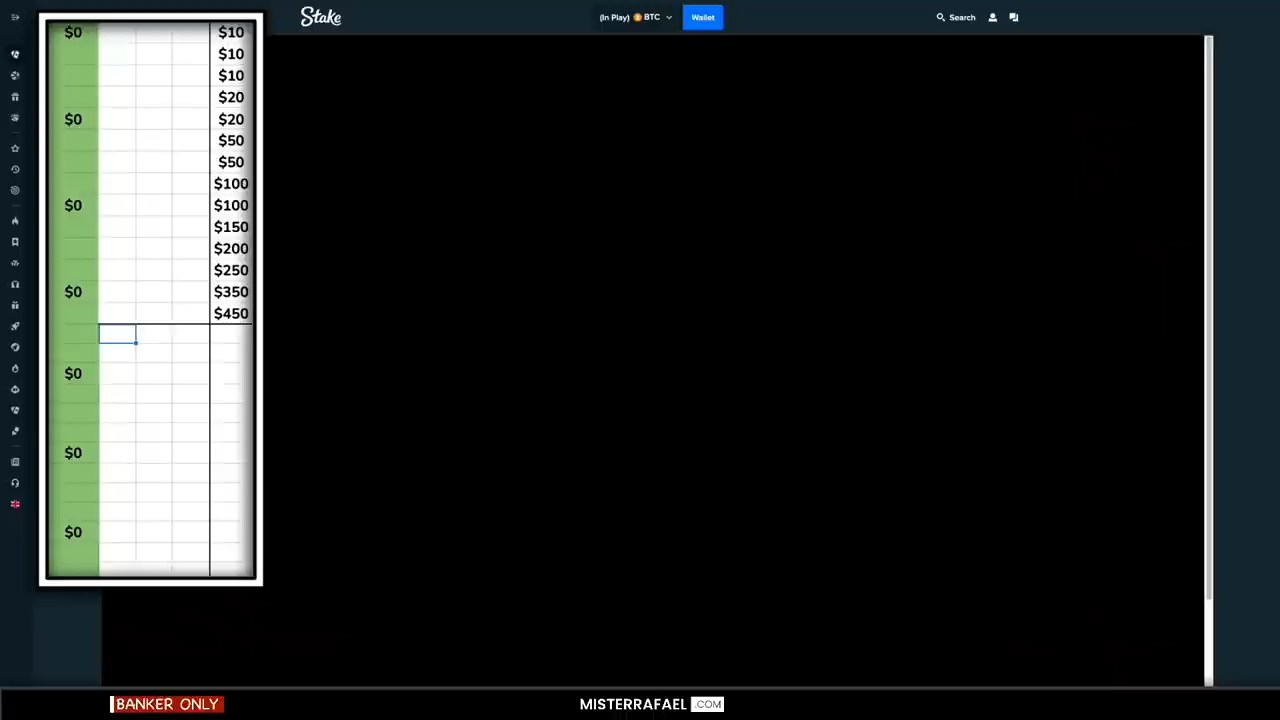 Stake
(In Play) BTC
Wallet
Search
$0 $10
$10
$10
$20
$0 $20
$50
$50
$100
$0 $100
$150
$200
$250
$0 $350
$450
$0
$0
$0
BANKER ONLY
MISTERRAFAEL .COM